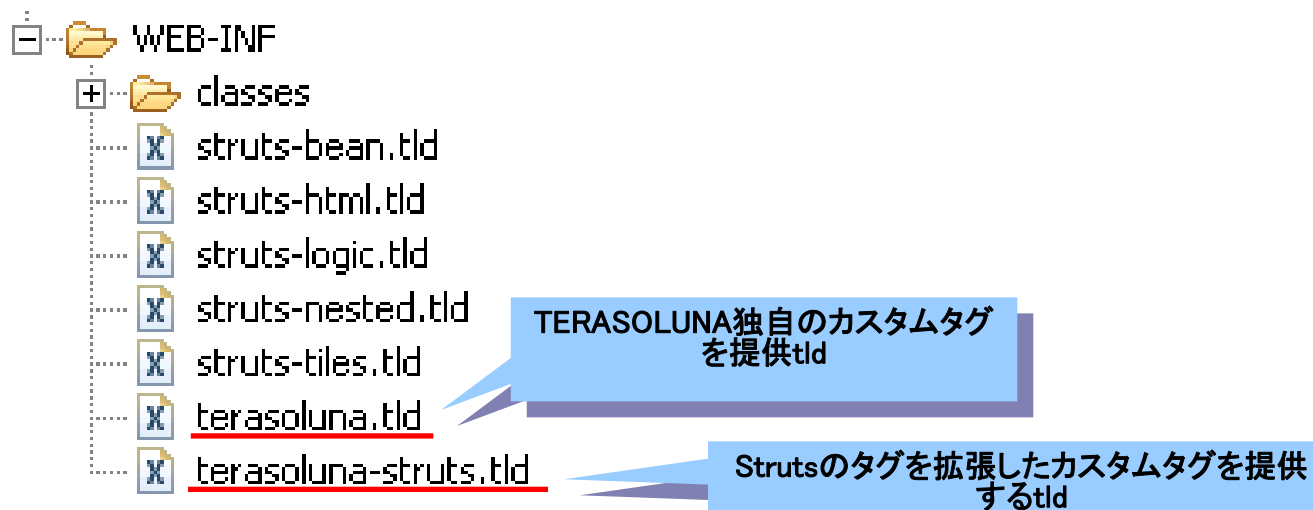 WEB-INF
classes
struts-bean.tld
struts-html.tld
struts-logic.tld
struts-nested.tld
TERASOLUNA独自のカスタムタグ
を提供tld
struts-tiles.tld
terasoluna.tld
terasoluna-struts.tld
Strutsのタグを拡張したカスタムタグを提供
するtld